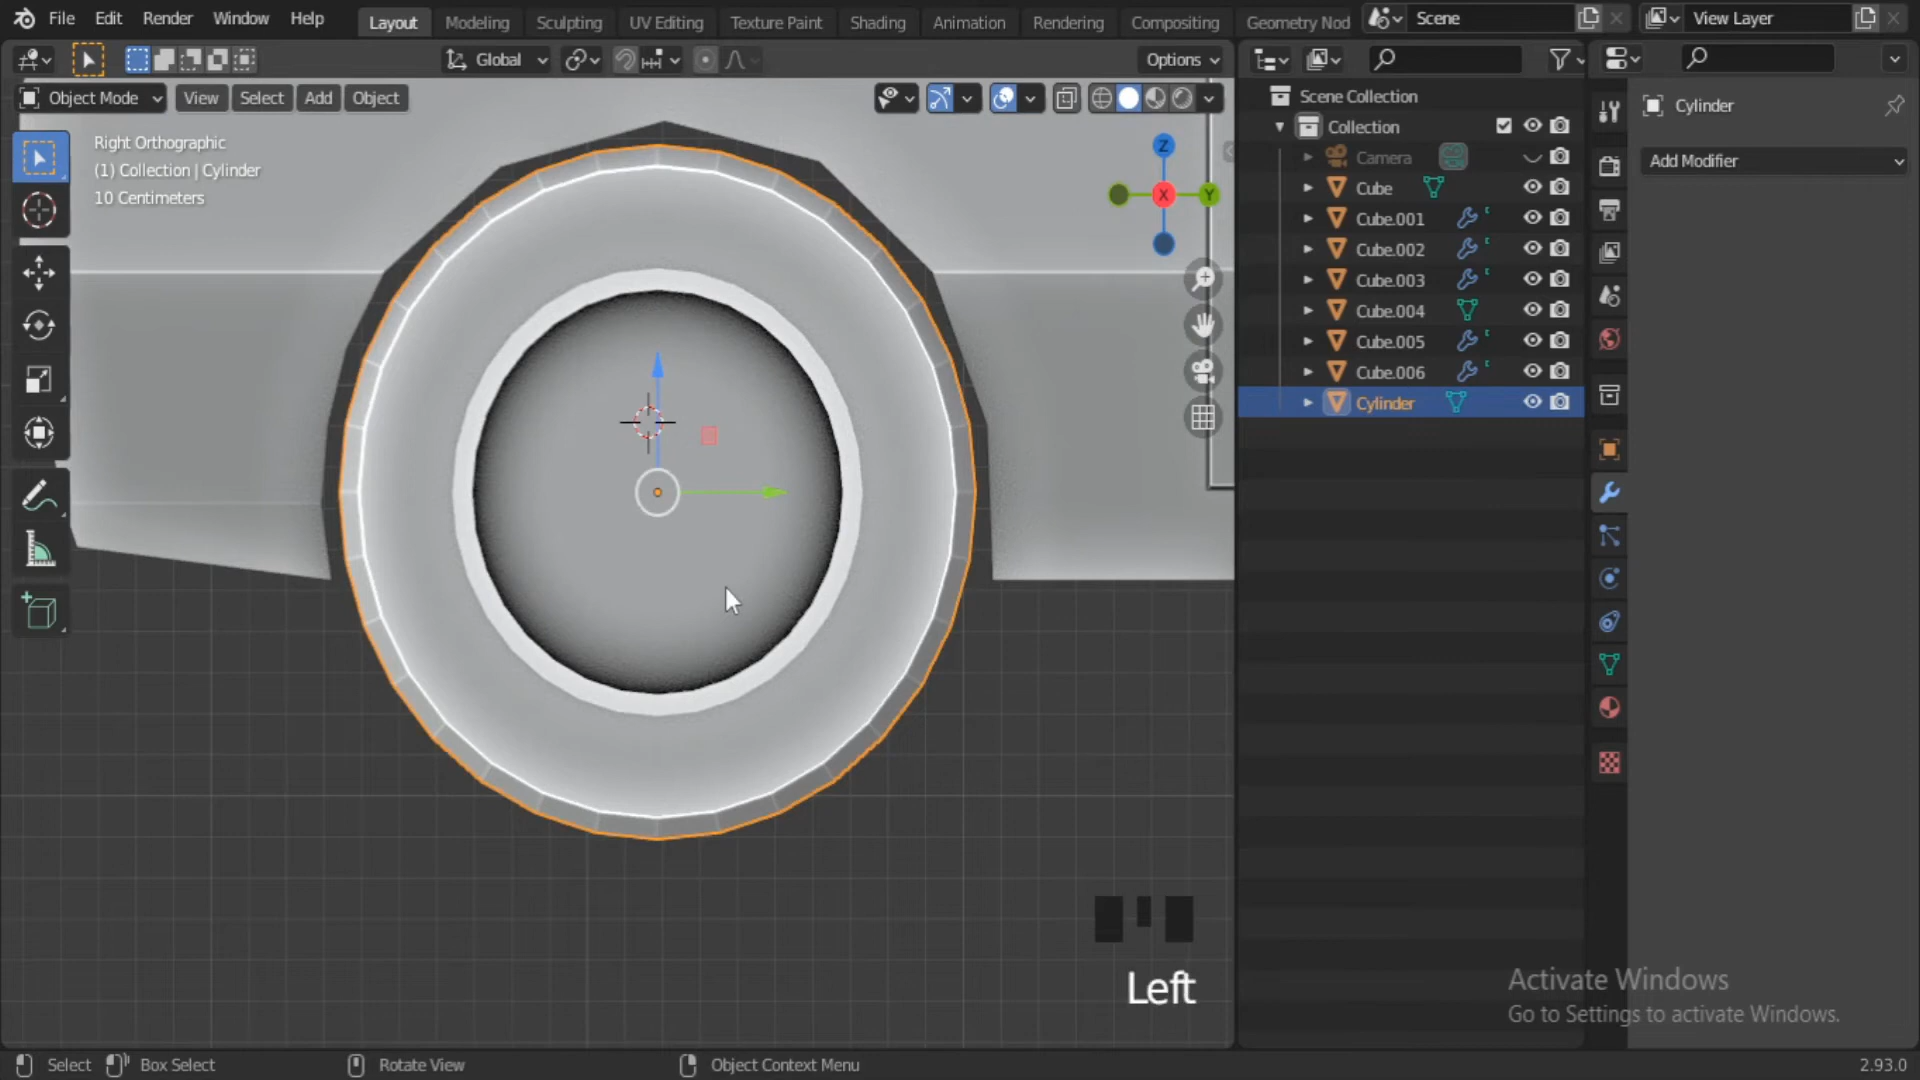 File Edit Render Window Help Layout Modeling Sculpting UV Editing Texture Paint Shading Animation Rendering Compositing Geometry Nod Scene View Layer
Global Options
Object Mode View Select Add Object
Right Orthographic
(1) Collection | Cylinder
10 Centimeters
Z
X
Y
Scene Collection
Collection
Camera
Cube
Cube.001
Cube.002
Cube.003
Cube.004
Cube.005
Cube.006
Cylinder
Cylinder
Add Modifier
Left
Activate Windows
Go to Settings to activate Windows.
Select Box Select Rotate View Object Context Menu 2.93.0